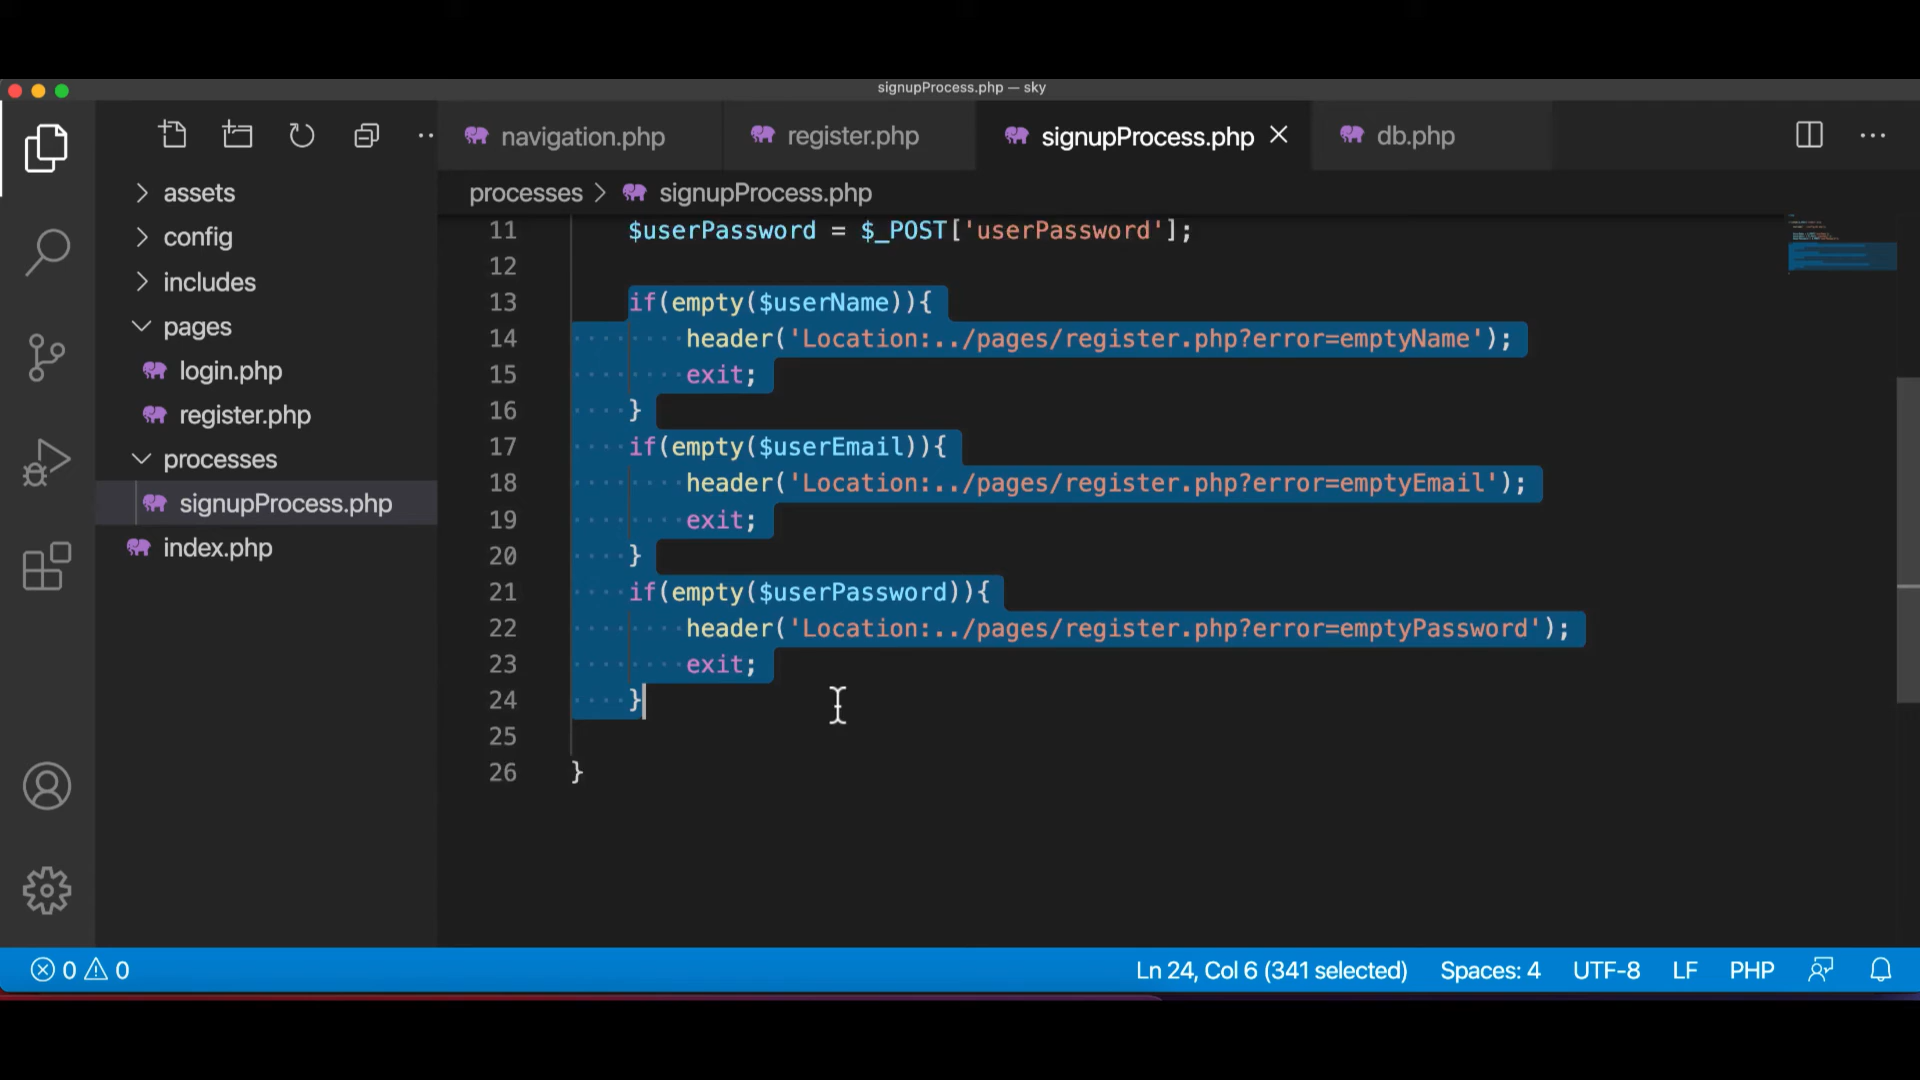 signupProcess.php — sky
navigation.php
register.php
signupProcess.php
db.php
processes > signupProcess.php
assets
config
includes
pages
login.php
register.php
processes
signupProcess.php
index.php
11 $userPassword = $_POST['userPassword'];
12
13 if(empty($userName)){
14 header('Location:../pages/register.php?error=emptyName');
15 exit;
16 }
17 if(empty($userEmail)){
18 header('Location:../pages/register.php?error=emptyEmail');
19 exit;
20 }
21 if(empty($userPassword)){
22 header('Location:../pages/register.php?error=emptyPassword');
23 exit;
24 }
25
26 }
0 0 Ln 24, Col 6 (341 selected) Spaces: 4 UTF-8 LF PHP